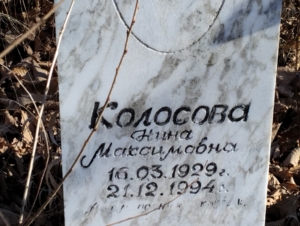 Колосова
Нина
Максимовна
16.03.1929г.
21.12.1994г.